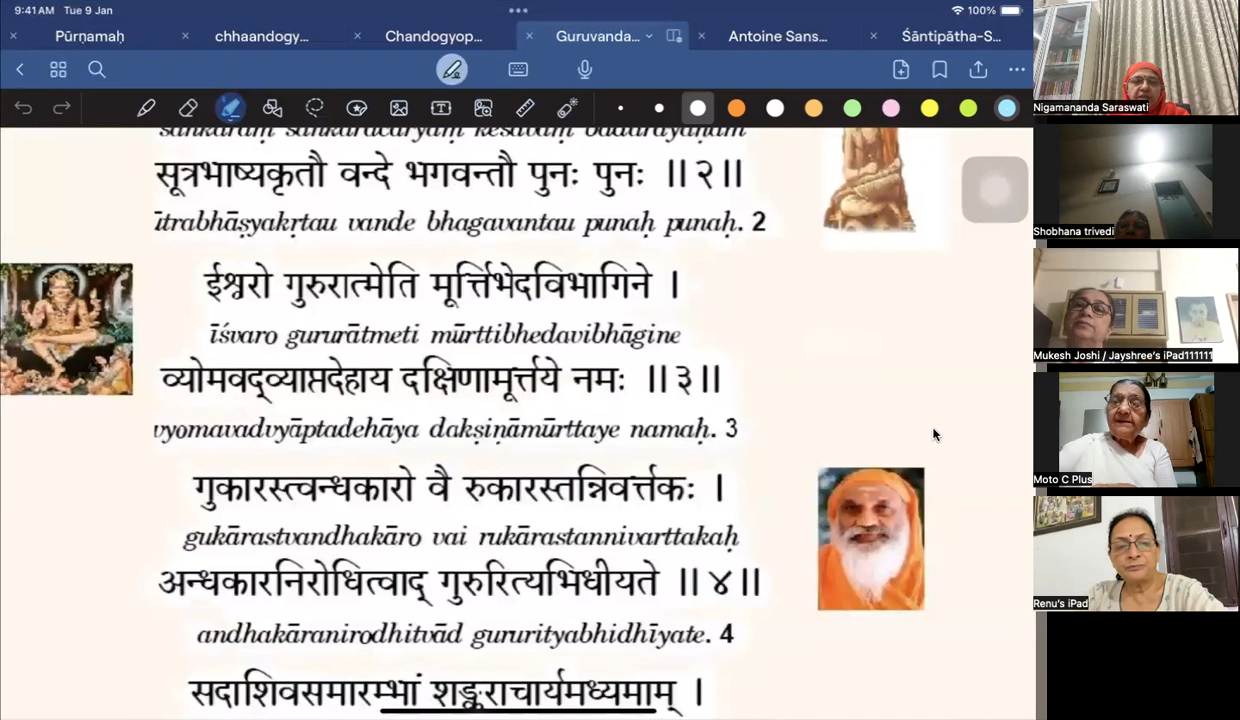 9:41 AM Tue 9 Jan
100%
Pūrṇamaḥ
chhaandogy...
Chandogyop...
Guruvanda...
Antoine Sans...
Śāntipātha-S...
śaṅkaraṃ śaṅkarācāryaṃ keśavaṃ bādarāyaṇam
सूत्रभाष्यकृतौ वन्दे भगवन्तौ पुनः पुनः ॥२॥
ūtrabhāṣyakṛtau vande bhagavantau punaḥ punaḥ. 2
ईश्वरो गुरुरात्मेति मूर्त्तिभेदविभागिने ।
īśvaro gururātmeti mūrttibhedavibhāgine
व्योमवद्व्याप्तदेहाय दक्षिणामूर्त्तये नमः ॥३॥
vyomavadvyāptadehāya dakṣiṇāmūrttaye namaḥ. 3
गुकारस्त्वन्धकारो वै रुकारस्तन्निवर्त्तकः ।
gukārastvandhakāro vai rukārastannivarttakaḥ
अन्धकारनिरोधित्वाद् गुरुरित्यभिधीयते ॥४॥
andhakāranirodhitvād gururityabhidhīyate. 4
सदाशिवसमारम्भां शङ्कराचार्यमध्यमाम् ।
Nigamananda Saraswati
Shobhana trivedi
Mukesh Joshi / Jayshree's iPad111111
Moto C Plus
Renu's iPad